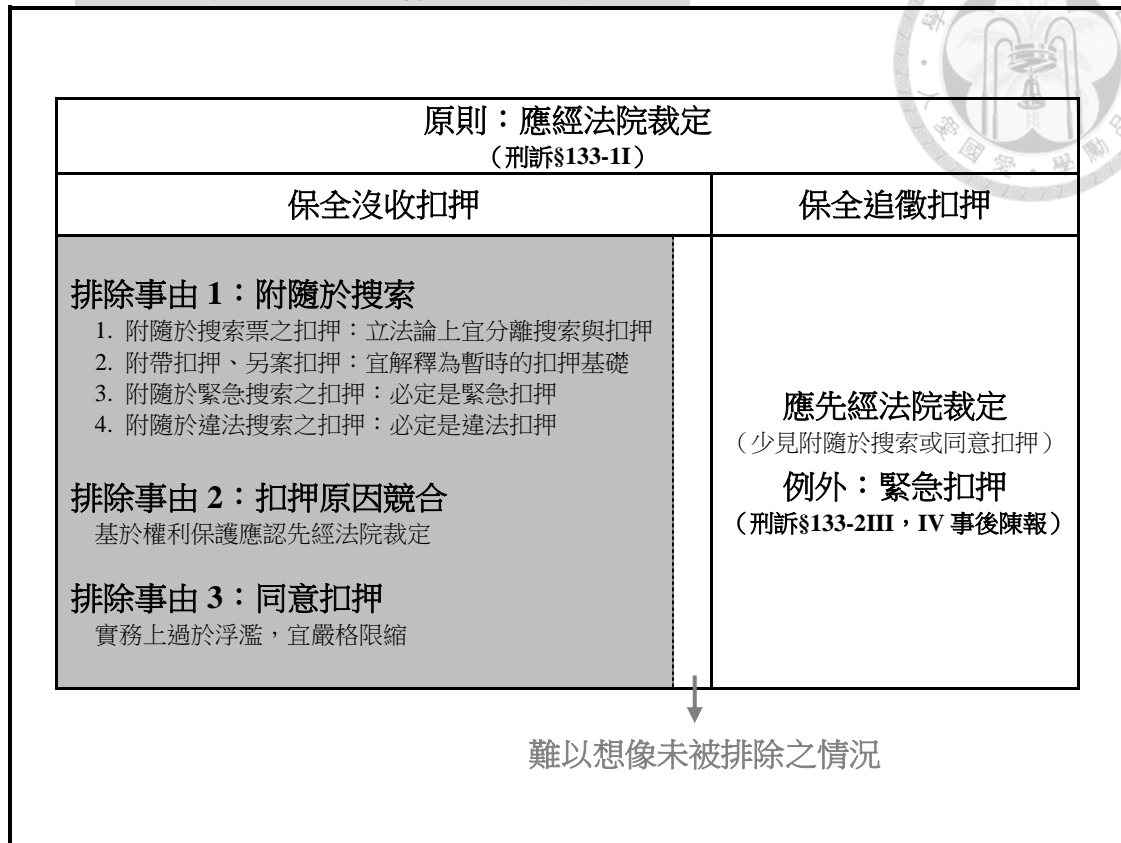 原則：應經法院裁定
（刑訴§133-1I）
保全沒收扣押
保全追徵扣押
排除事由 1：附隨於搜索
1. 附隨於搜索票之扣押：立法論上宜分離搜索與扣押
2. 附帶扣押、另案扣押：宜解釋為暫時的扣押基礎
3. 附隨於緊急搜索之扣押：必定是緊急扣押
4. 附隨於違法搜索之扣押：必定是違法扣押
排除事由 2：扣押原因競合
基於權利保護應認先經法院裁定
排除事由 3：同意扣押
實務上過於浮濫，宜嚴格限縮
應先經法院裁定
（少見附隨於搜索或同意扣押）
例外：緊急扣押
（刑訴§133-2III，IV 事後陳報）
難以想像未被排除之情況